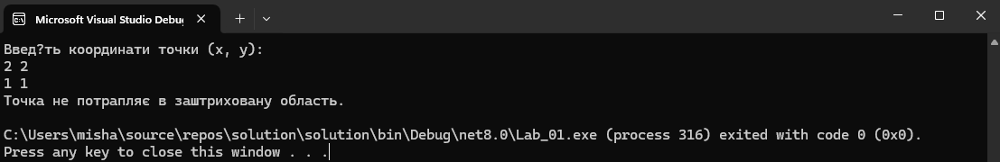 Microsoft Visual Studio Debug
Введ?ть координати точки (x, y):
2 2
1 1
Точка не потрапляє в заштриховану область.
C:\Users\misha\source\repos\solution\solution\bin\Debug\net8.0\Lab_01.exe (process 316) exited with code 0 (0x0).
Press any key to close this window . . .